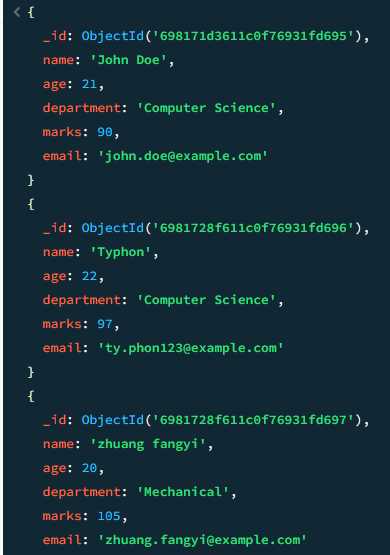 {
_id: ObjectId('698171d3611c0f76931fd695'),
name: 'John Doe',
age: 21,
department: 'Computer Science',
marks: 90,
email: 'john.doe@example.com'
}
{
_id: ObjectId('6981728f611c0f76931fd696'),
name: 'Typhon',
age: 22,
department: 'Computer Science',
marks: 97,
email: 'ty.phon123@example.com'
}
{
_id: ObjectId('6981728f611c0f76931fd697'),
name: 'zhuang fangyi',
age: 20,
department: 'Mechanical',
marks: 105,
email: 'zhuang.fangyi@example.com'